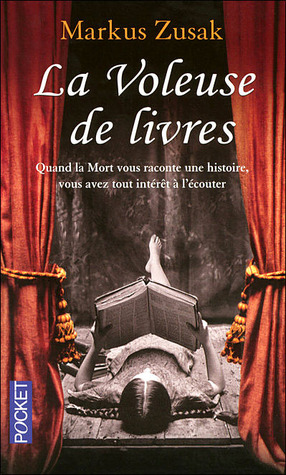 Markus Zusak
La Voleuse
de livres
Quand la Mort vous raconte une histoire,
vous avez tout intérêt à l'écouter
POCKET